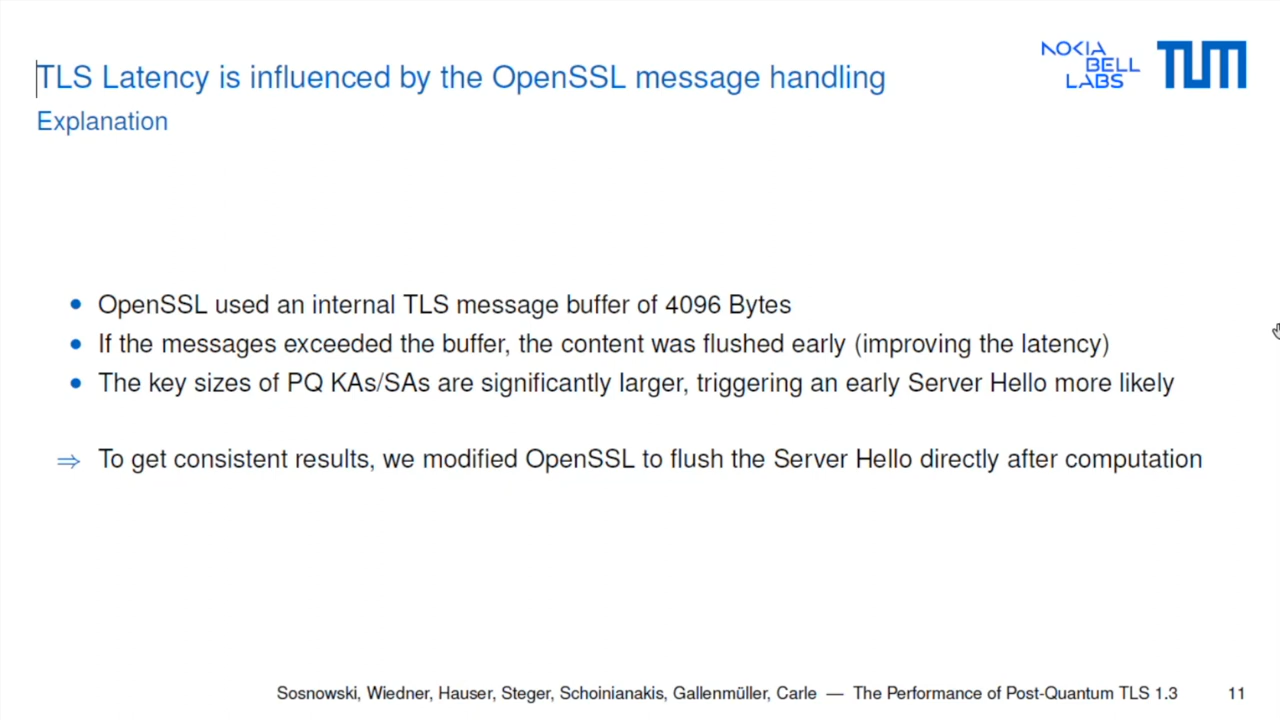 TLS Latency is influenced by the OpenSSL message handling
Explanation
NOKIA
BELL
LABS
TUM
• OpenSSL used an internal TLS message buffer of 4096 Bytes
• If the messages exceeded the buffer, the content was flushed early (improving the latency)
• The key sizes of PQ KAs/SAs are significantly larger, triggering an early Server Hello more likely
⇒ To get consistent results, we modified OpenSSL to flush the Server Hello directly after computation
Sosnowski, Wiedner, Hauser, Steger, Schoinianakis, Gallenmüller, Carle — The Performance of Post-Quantum TLS 1.3 11